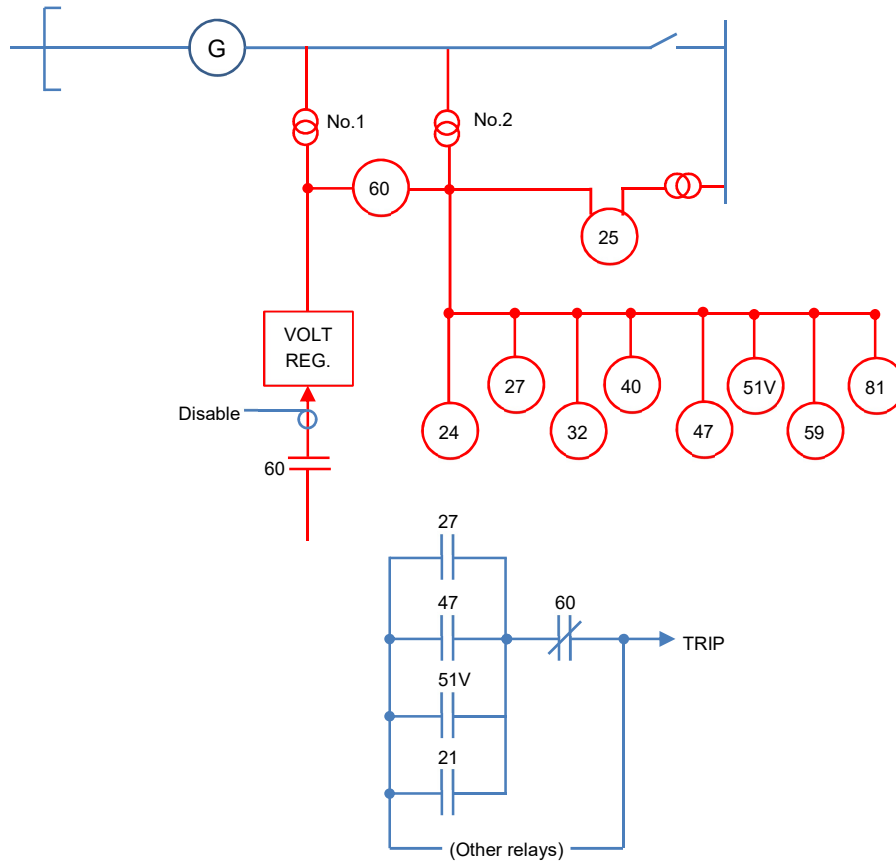 G
No.1
No.2
60
25
VOLT
REG.
27
40
51V
81
Disable
24
32
47
59
60
27
47
60
TRIP
51V
21
(Other relays)